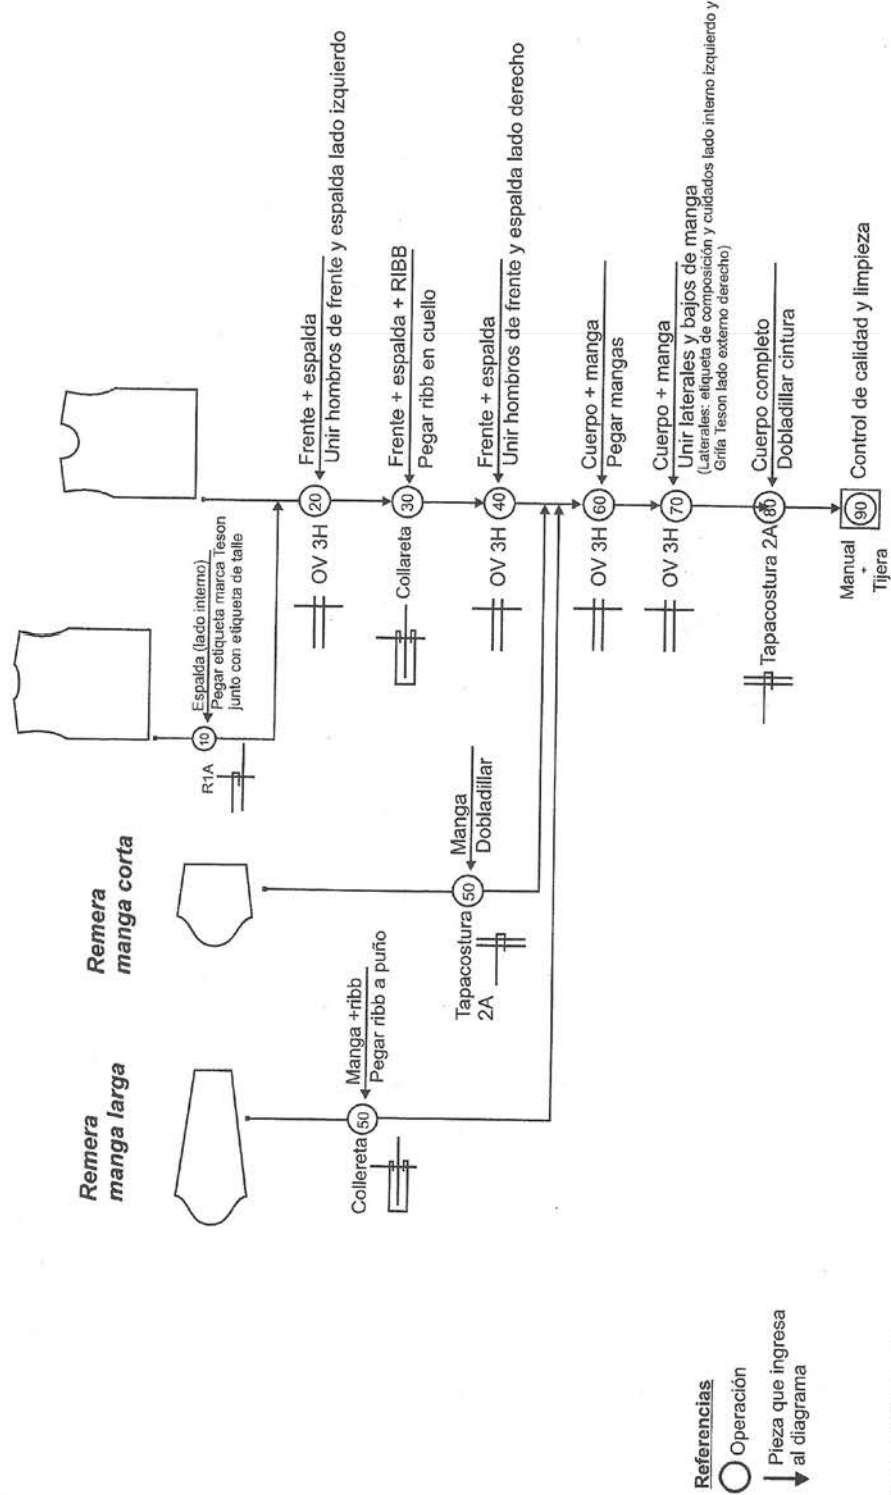 Remera
manga larga
Remera
manga corta
Espalda (lado interno)
Pegar etiqueta marca Teson
junto con etiqueta de talle
10
R1A
Frente + espalda
Unir hombros de frente y espalda lado izquierdo
20
OV 3H
Manga +ribb
Pegar ribb a puño
50
Collereta
Frente + espalda + RIBB
Pegar ribb en cuello
30
Collareta
Manga
Dobladillar
50
Tapacostura
2A
Frente + espalda
Unir hombros de frente y espalda lado derecho
40
OV 3H
Cuerpo + manga
Pegar mangas
60
OV 3H
Cuerpo + manga
Unir laterales y bajos de manga
(Laterales: etiqueta de composición y cuidados lado interno izquierdo y
Grifa Teson lado externo derecho)
70
OV 3H
Cuerpo completo
Dobladillar cintura
80
Tapacostura 2A
90
Control de calidad y limpieza
Manual
+
Tijera
Referencias
Operación
Pieza que ingresa
al diagrama